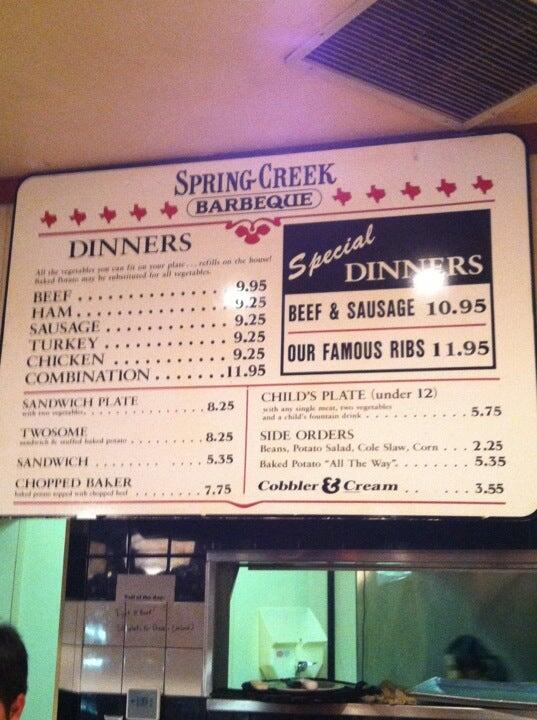 SPRING CREEK
BARBEQUE
DINNERS
All the vegetables you can fit on your plate... refills on the house!
Baked Potato may be substituted for all vegetables.
BEEF 9.95
HAM 9.25
SAUSAGE 9.25
TURKEY 9.25
CHICKEN 9.25
COMBINATION 11.95
Special
DINNERS
BEEF & SAUSAGE 10.95
OUR FAMOUS RIBS 11.95
SANDWICH PLATE
with two vegetables 8.25
TWOSOME
sandwich & stuffed baked potato 8.25
SANDWICH 5.35
CHOPPED BAKER
baked potato topped with chopped beef 7.75
CHILD'S PLATE (under 12)
with any single meat, two vegetables
and a child's fountain drink 5.75
SIDE ORDERS
Beans, Potato Salad, Cole Slaw, Corn 2.25
Baked Potato "All The Way" 5.35
Cobbler & Cream 3.55
of the day